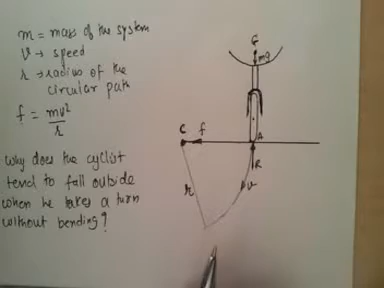 m = mass of the system
v → speed
r → radius of the
circular path
f = mv²/r
Why does the cyclist
tend to fall outside
when he takes a turn
without bending?
G
mg
C
f
A
R
r
v